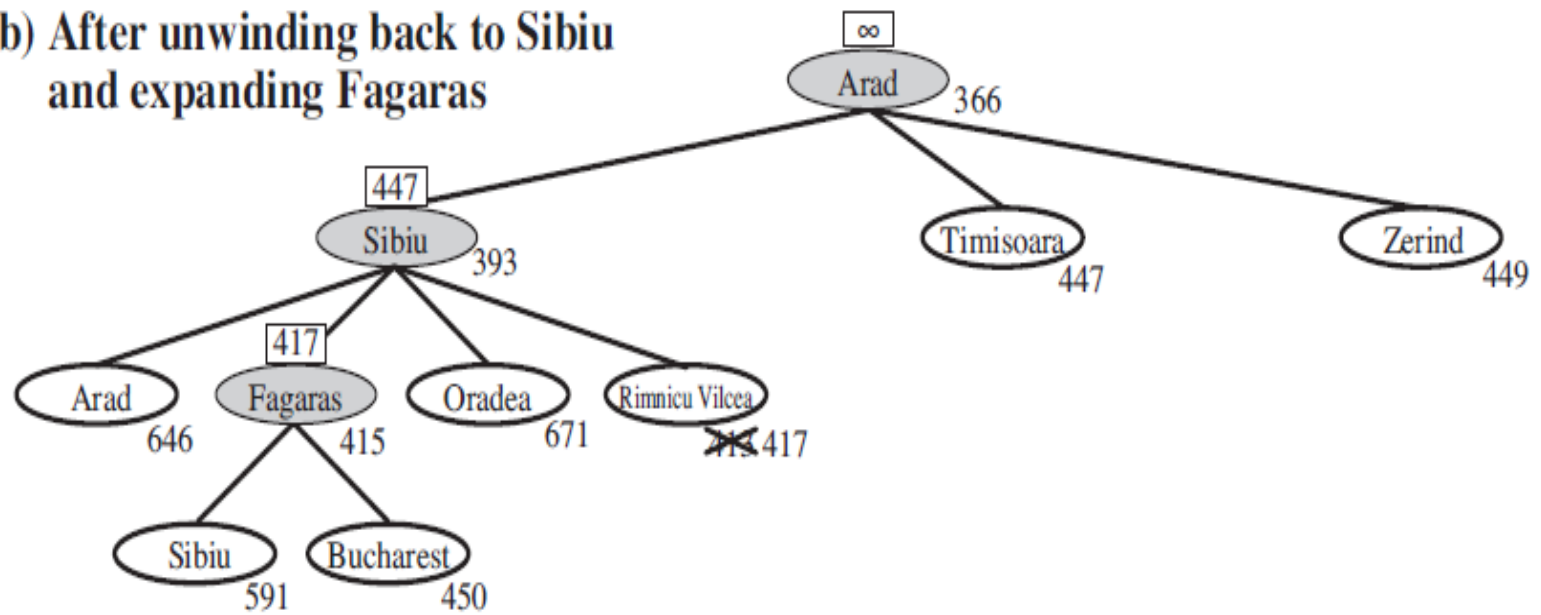 b) After unwinding back to Sibiu
and expanding Fagaras
∞
Arad
366
447
Sibiu
393
Timisoara
447
Zerind
449
417
Arad
646
Fagaras
415
Oradea
671
Rimnicu Vilcea
413 417
Sibiu
591
Bucharest
450